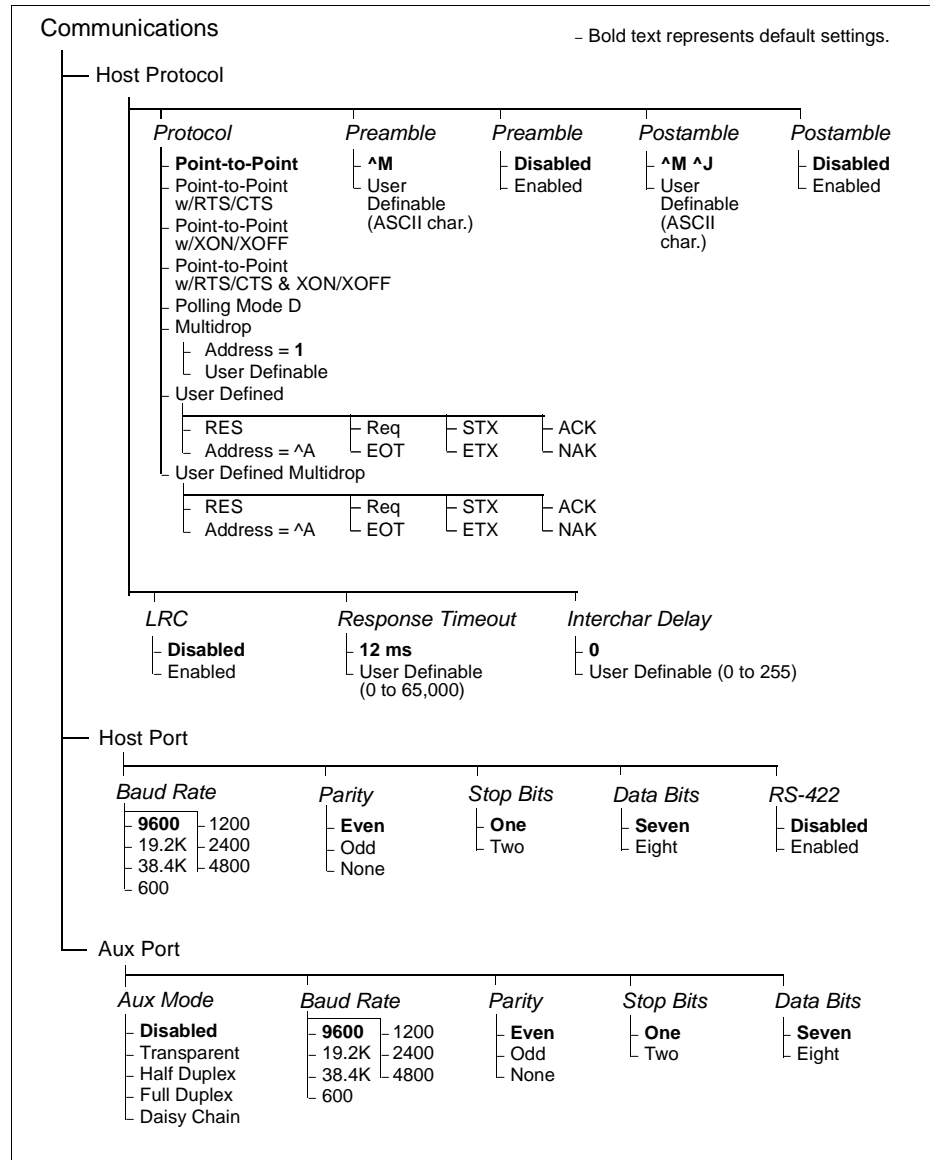 Communications
– Bold text represents default settings.
Host Protocol
Protocol
Point-to-Point
Point-to-Point
w/RTS/CTS
Point-to-Point
w/XON/XOFF
Point-to-Point
w/RTS/CTS & XON/XOFF
Polling Mode D
Multidrop
Address = 1
User Definable
User Defined
RES
Address = ^A
Req
EOT
STX
ETX
ACK
NAK
User Defined Multidrop
RES
Address = ^A
Req
EOT
STX
ETX
ACK
NAK
Preamble
^M
User
Definable
(ASCII char.)
Preamble
Disabled
Enabled
Postamble
^M ^J
User
Definable
(ASCII
char.)
Postamble
Disabled
Enabled
LRC
Disabled
Enabled
Response Timeout
12 ms
User Definable
(0 to 65,000)
Interchar Delay
0
User Definable (0 to 255)
Host Port
Baud Rate
9600
19.2K
38.4K
600
1200
2400
4800
Parity
Even
Odd
None
Stop Bits
One
Two
Data Bits
Seven
Eight
RS-422
Disabled
Enabled
Aux Port
Aux Mode
Disabled
Transparent
Half Duplex
Full Duplex
Daisy Chain
Baud Rate
9600
19.2K
38.4K
600
1200
2400
4800
Parity
Even
Odd
None
Stop Bits
One
Two
Data Bits
Seven
Eight